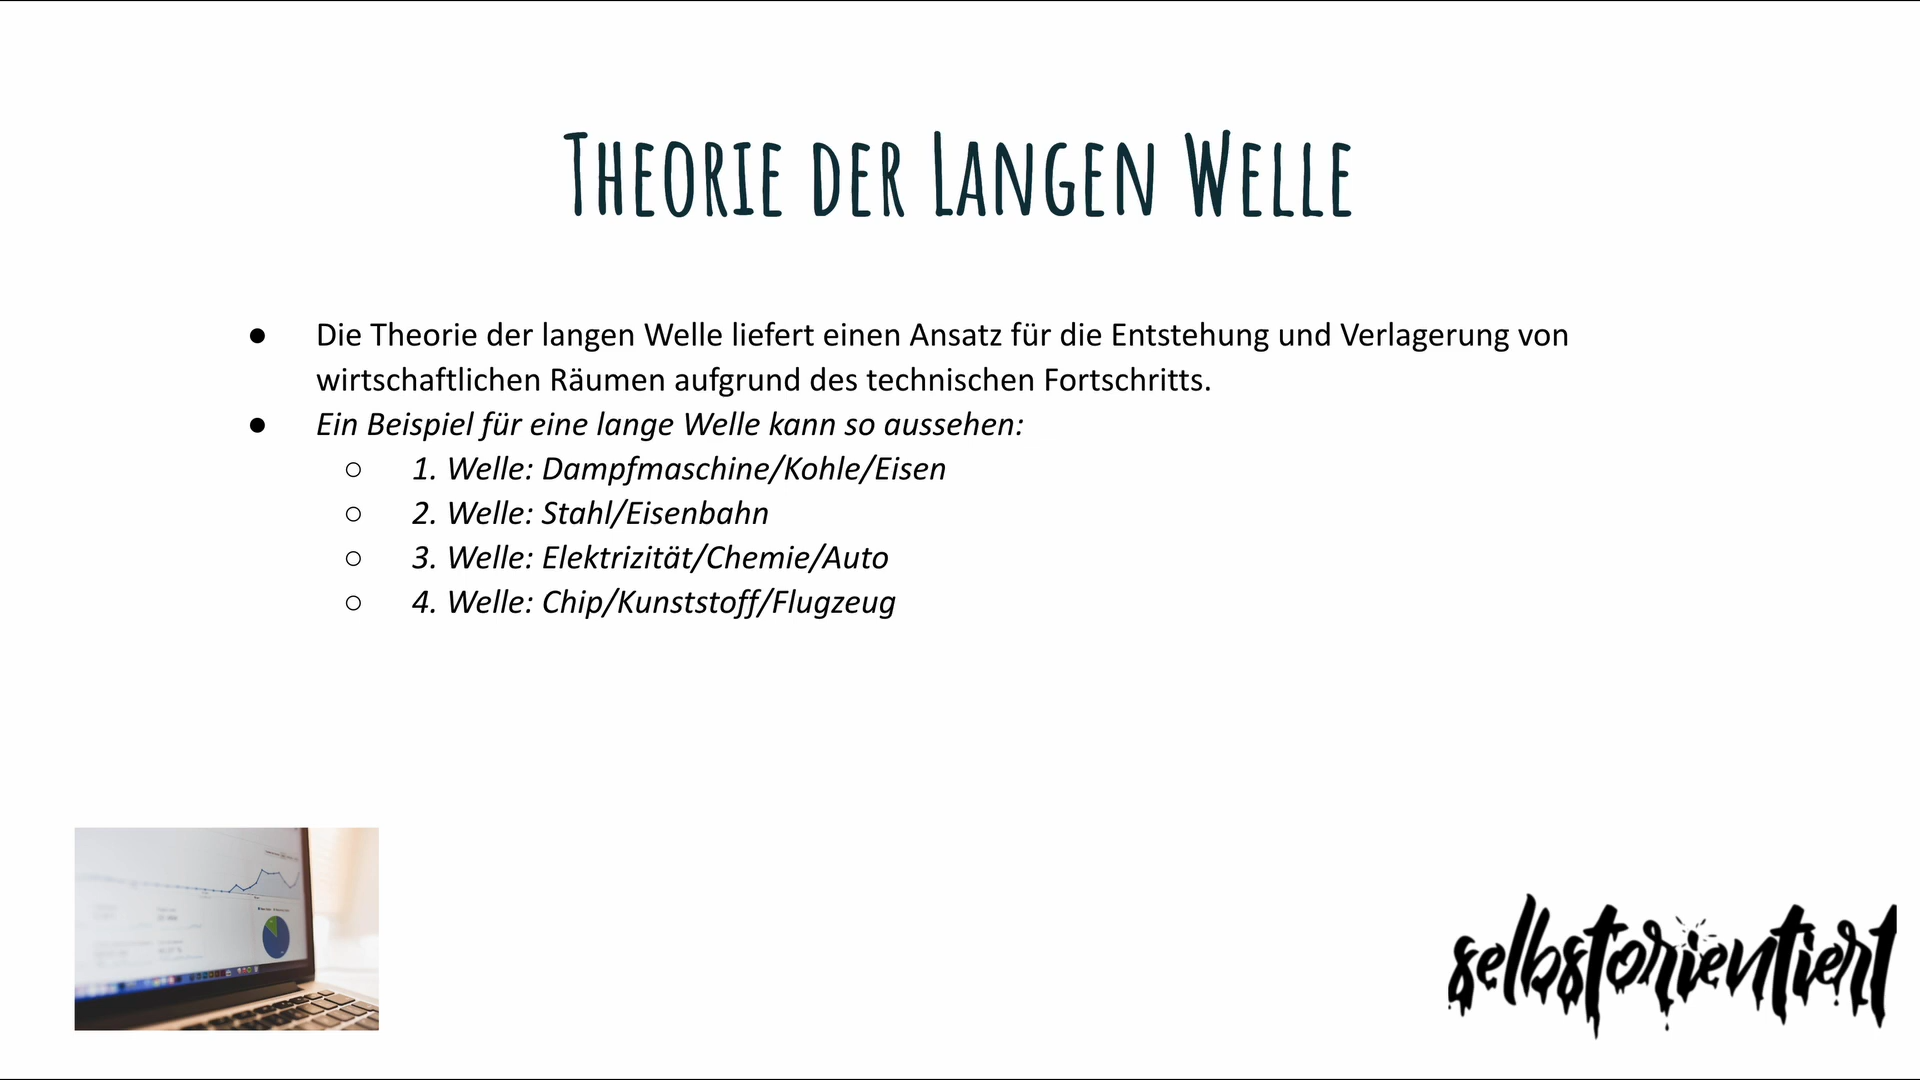 Theorie der Langen Welle
● Die Theorie der langen Welle liefert einen Ansatz für die Entstehung und Verlagerung von
wirtschaftlichen Räumen aufgrund des technischen Fortschritts.
● Ein Beispiel für eine lange Welle kann so aussehen:
○ 1. Welle: Dampfmaschine/Kohle/Eisen
○ 2. Welle: Stahl/Eisenbahn
○ 3. Welle: Elektrizität/Chemie/Auto
○ 4. Welle: Chip/Kunststoff/Flugzeug
selbstorientiert